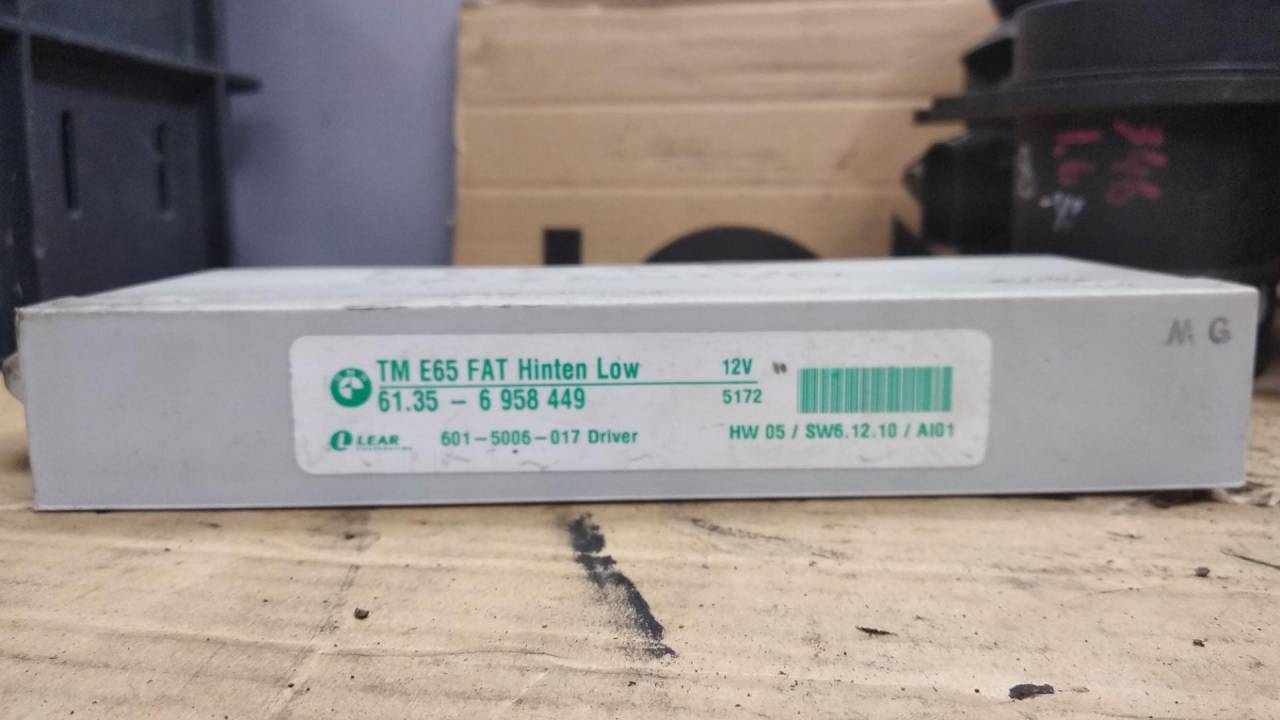 M G
TM E65 FAT Hinten Low 12V
61.35 – 6 958 449 5172
LEAR
601–5006–017 Driver HW 05 / SW6.12.10 / AI01